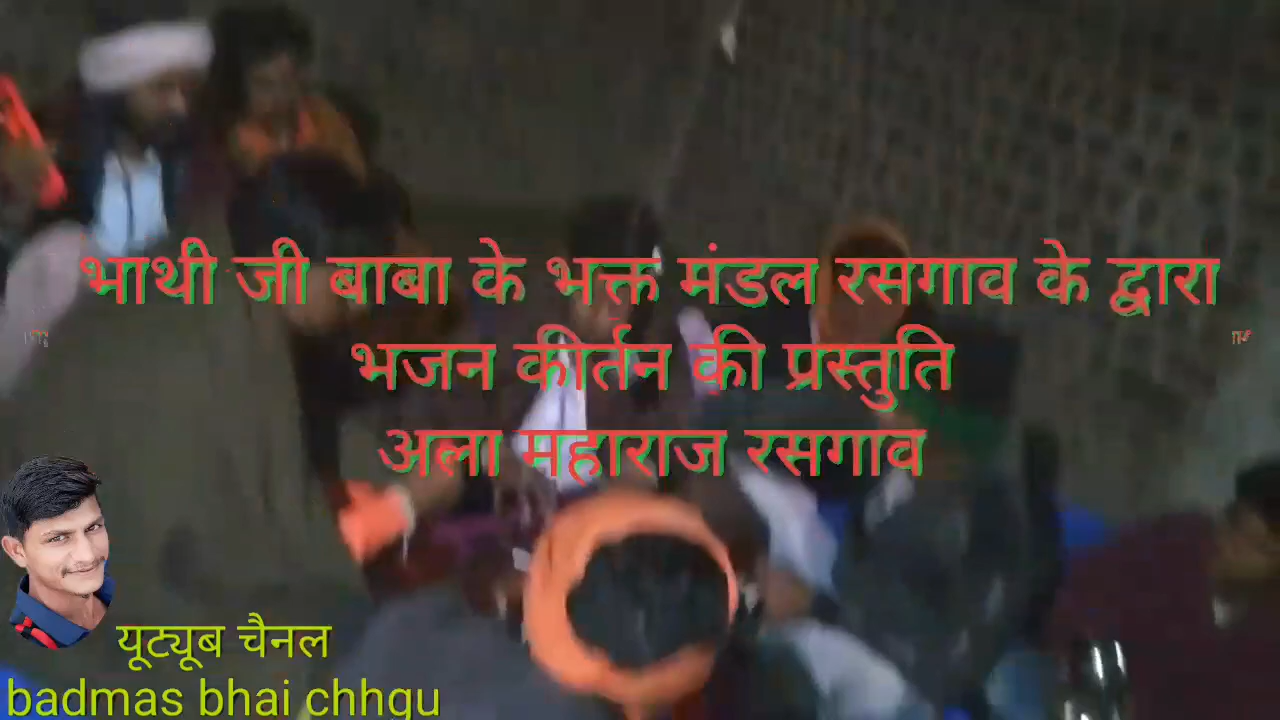 भाथी जी बाबा के भक्त मंडल रसगाव के द्वारा
भजन कीर्तन की प्रस्तुति
अला महाराज रसगाव
यूट्यूब चैनल
badmas bhai chhgu